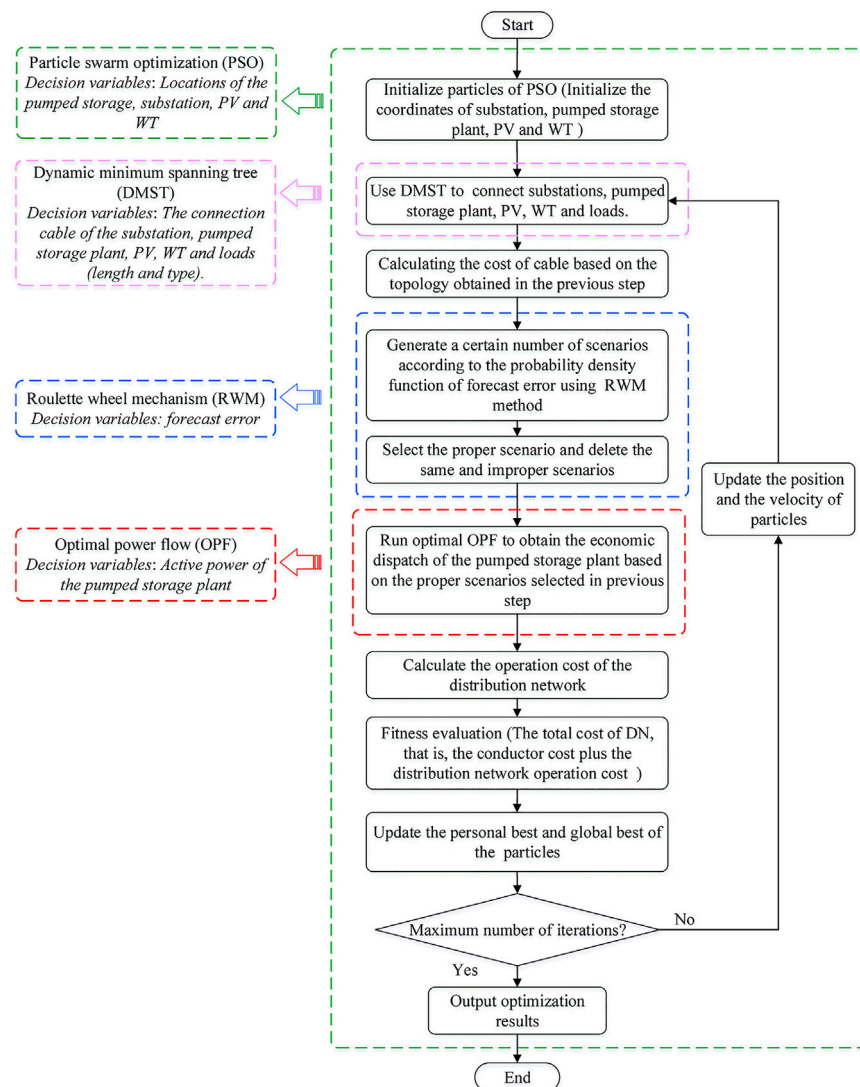 Start
Particle swarm optimization (PSO)
Decision variables: Locations of the
pumped storage, substation, PV and
WT
Initialize particles of PSO (Initialize the
coordinates of substation, pumped storage
plant, PV and WT )
Dynamic minimum spanning tree
(DMST)
Decision variables: The connection
cable of the substation, pumped
storage plant, PV, WT and loads
(length and type).
Use DMST to connect substations, pumped
storage plant, PV, WT and loads.
Calculating the cost of cable based on the
topology obtained in the previous step
Roulette wheel mechanism (RWM)
Decision variables: forecast error
Generate a certain number of scenarios
according to the probability density
function of forecast error using RWM
method
Select the proper scenario and delete the
same and improper scenarios
Update the position
and the velocity of
particles
Optimal power flow (OPF)
Decision variables: Active power of
the pumped storage plant
Run optimal OPF to obtain the economic
dispatch of the pumped storage plant based
on the proper scenarios selected in previous
step
Calculate the operation cost of the
distribution network
Fitness evaluation (The total cost of DN,
that is, the conductor cost plus the
distribution network operation cost )
Update the personal best and global best of
the particles
Maximum number of iterations?
No
Yes
Output optimization
results
End